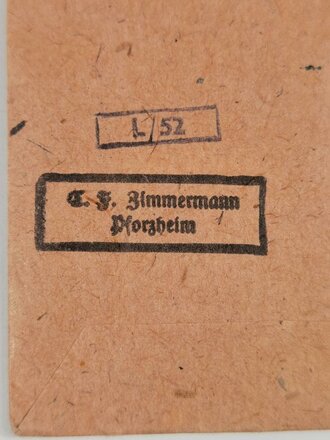 L/52
C. F. Zimmermann
Pforzheim